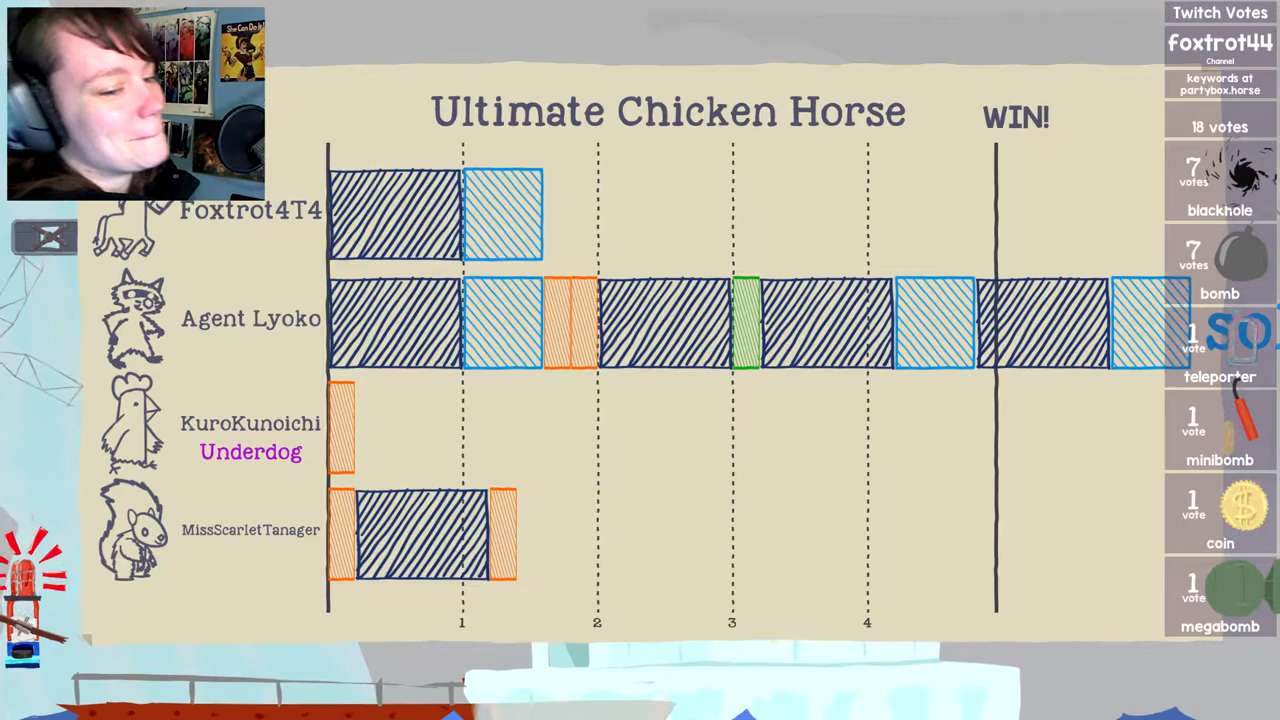 She Can Do It!
Ultimate Chicken Horse
WIN!
Foxtrot4T4
Agent Lyoko
KuroKunoichi
Underdog
MissScarletTanager
1
2
3
4
Twitch Votes
foxtrot44
Channel
keywords at
partybox.horse
18 votes
7
votes
blackhole
7
votes
bomb
1
vote
teleporter
1
vote
minibomb
1
vote
coin
1
vote
megabomb